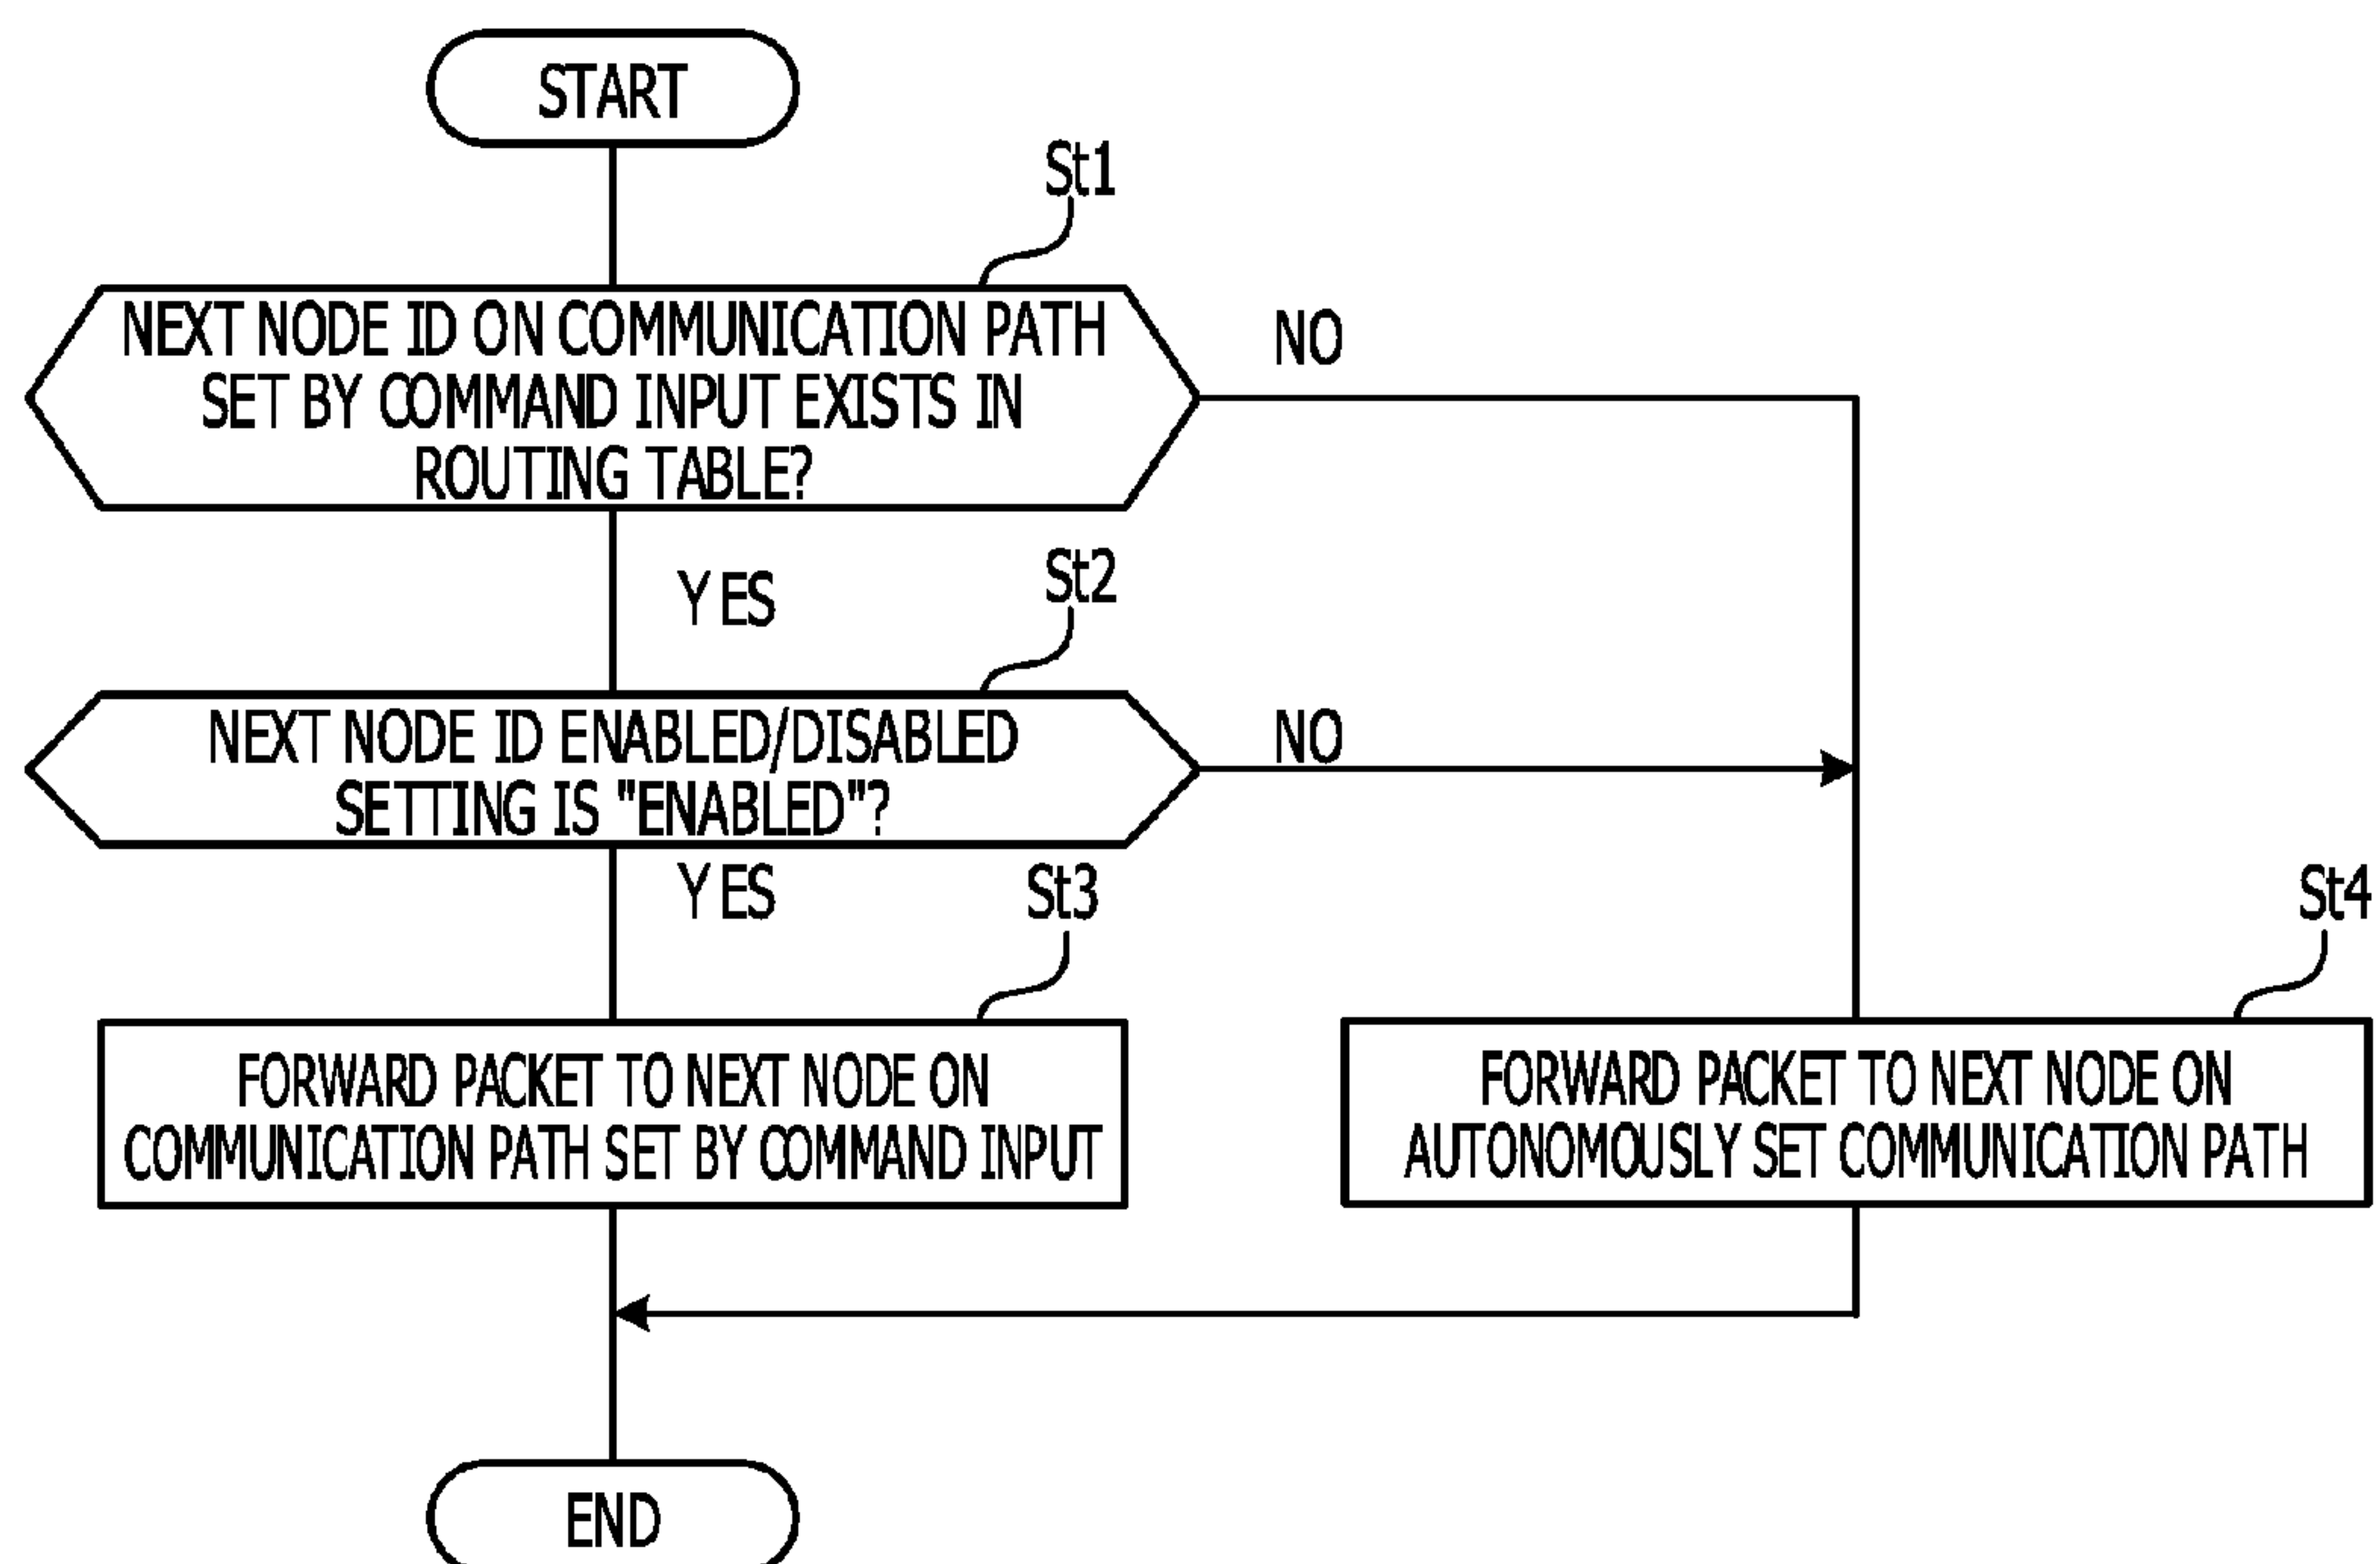 START
St1
NEXT NODE ID ON COMMUNICATION PATH
SET BY COMMAND INPUT EXISTS IN
ROUTING TABLE?
NO
YES
St2
NEXT NODE ID ENABLED/DISABLED
SETTING IS "ENABLED"?
NO
YES
St3
St4
FORWARD PACKET TO NEXT NODE ON
COMMUNICATION PATH SET BY COMMAND INPUT
FORWARD PACKET TO NEXT NODE ON
AUTONOMOUSLY SET COMMUNICATION PATH
END